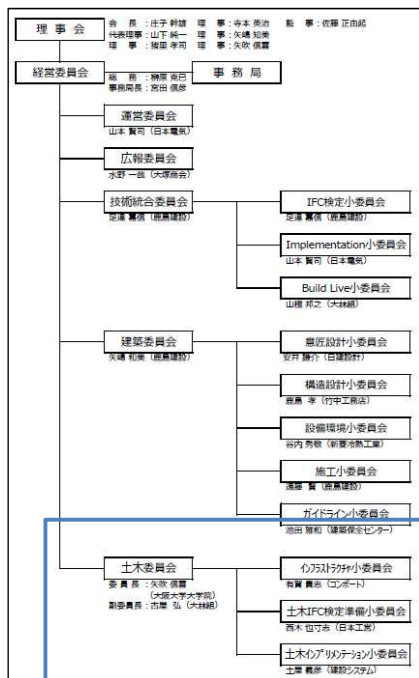 理事会
会　長：庄子 幹雄　理　事：寺本 英治　監　事：佐藤 正由起
代表理事：山下 純一　理　事：矢嶋 知美
理　事：猪里 孝司　理　事：矢吹 信喜
経営委員会
事務局
総　務：榊原 克巳
事務局長：宮田 信彦
運営委員会
山本 賢司（日本電気）
広報委員会
水野 一哉（大塚商会）
技術統合委員会
足達 嘉信（鹿島建設）
IFC検定小委員会
足達 嘉信（鹿島建設）
Implementation小委員会
山本 賢司（日本電気）
Build Live小委員会
山極 邦之（大林組）
建築委員会
矢嶋 和美（鹿島建設）
意匠設計小委員会
安井 謙介（日建設計）
構造設計小委員会
鹿島 孝（竹中工務店）
設備環境小委員会
谷内 秀敬（新菱冷熱工業）
施工小委員会
遠藤 賢（鹿島建設）
ガイドライン小委員会
池田 雅和（建築保全センター）
土木委員会
委 員 長：矢吹 信喜
（大阪大学大学院）
副委員長：古屋 弘（大林組）
インフラストラクチャ小委員会
有賀 貴志（コンポート）
土木IFC検定準備小委員会
西木 也寸志（日本工営）
土木インプリメンテーション小委員会
土屋 義彦（建設システム）